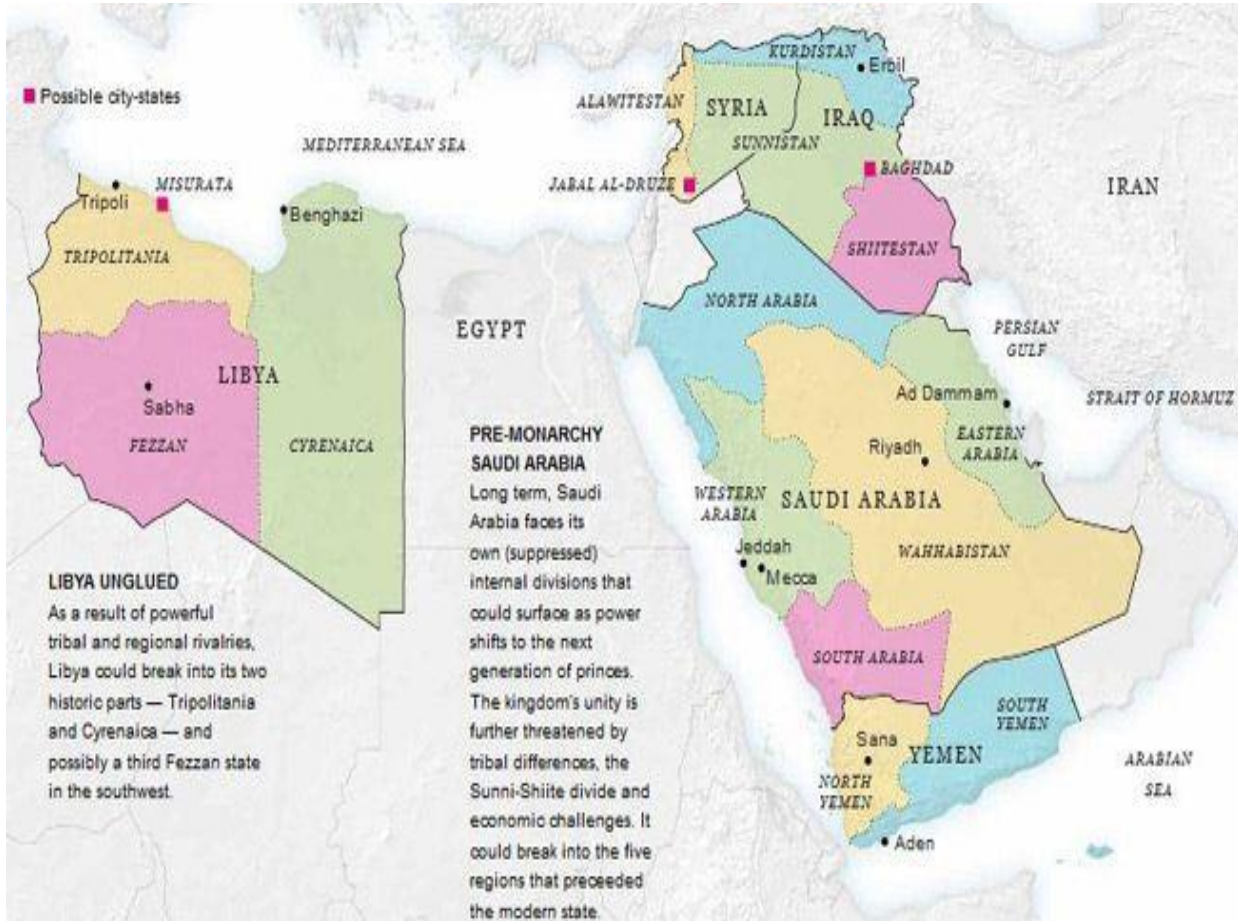 Possible city-states
MEDITERRANEAN SEA
Tripoli
MISURATA
Benghazi
TRIPOLITANIA
LIBYA
Sabha
FEZZAN
CYRENAICA
EGYPT
KURDISTAN
Erbil
ALAWITESTAN
SYRIA
IRAQ
SUNNISTAN
JABAL AL-DRUZE
BAGHDAD
IRAN
SHIITESTAN
NORTH ARABIA
PERSIAN
GULF
STRAIT OF HORMUZ
Ad Dammam
EASTERN
ARABIA
Riyadh
WESTERN
ARABIA
SAUDI ARABIA
Jeddah
Mecca
WAHHABISTAN
SOUTH ARABIA
SOUTH
YEMEN
Sana
YEMEN
NORTH
YEMEN
Aden
ARABIAN
SEA
LIBYA UNGLUED
As a result of powerful
tribal and regional rivalries,
Libya could break into its two
historic parts — Tripolitania
and Cyrenaica — and
possibly a third Fezzan state
in the southwest.
PRE-MONARCHY
SAUDI ARABIA
Long term, Saudi
Arabia faces its
own (suppressed)
internal divisions that
could surface as power
shifts to the next
generation of princes.
The kingdom's unity is
further threatened by
tribal differences, the
Sunni-Shiite divide and
economic challenges. It
could break into the five
regions that preceeded
the modern state.